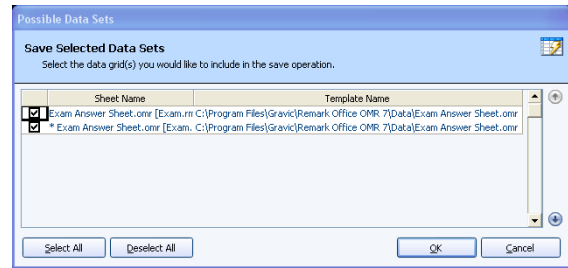 Possible Data Sets
Save Selected Data Sets
Select the data grid(s) you would like to include in the save operation.
Sheet Name Template Name
Exam Answer Sheet.omr [Exam.rm C:\Program Files\Gravic\Remark Office OMR 7\Data\Exam Answer Sheet.omr
* Exam Answer Sheet.omr [Exam. C:\Program Files\Gravic\Remark Office OMR 7\Data\Exam Answer Sheet.omr
Select All Deselect All OK Cancel